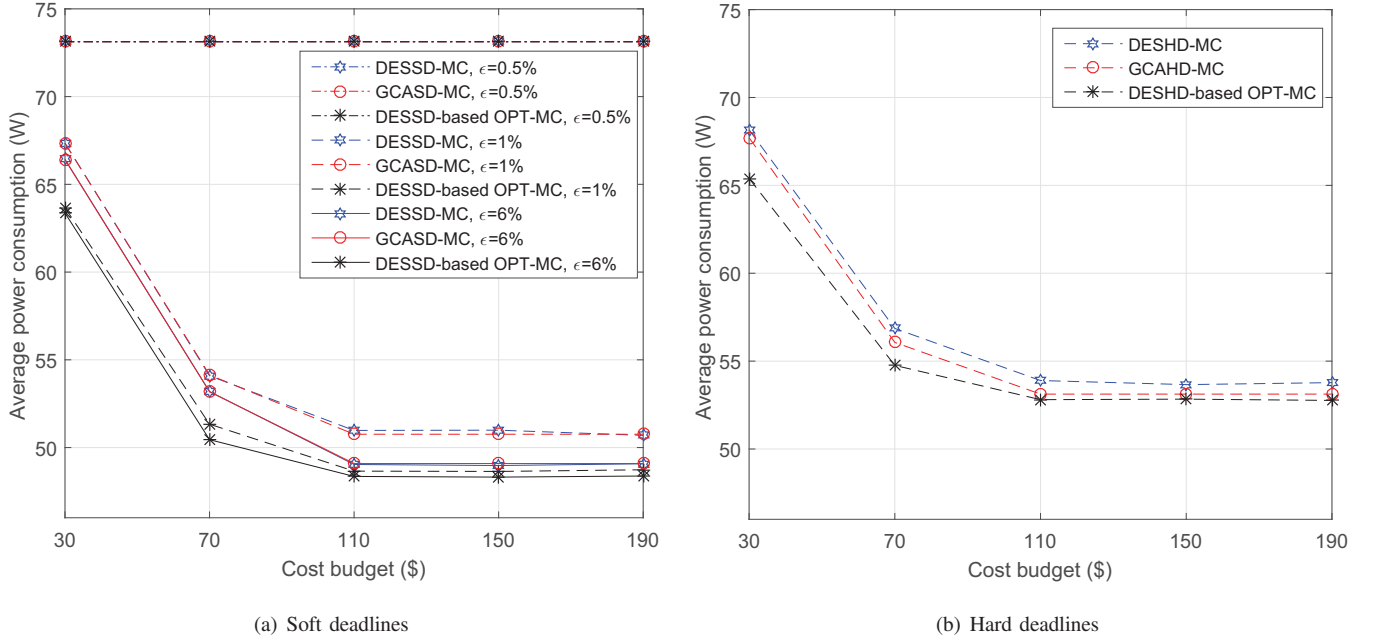 75
70
65
60
55
50
30
70
110
150
190
Average power consumption (W)
Cost budget ($)
DESSD-MC, ϵ=0.5%
GCASD-MC, ϵ=0.5%
DESSD-based OPT-MC, ϵ=0.5%
DESSD-MC, ϵ=1%
GCASD-MC, ϵ=1%
DESSD-based OPT-MC, ϵ=1%
DESSD-MC, ϵ=6%
GCASD-MC, ϵ=6%
DESSD-based OPT-MC, ϵ=6%
(a) Soft deadlines
75
70
65
60
55
50
30
70
110
150
190
Average power consumption (W)
Cost budget ($)
DESHD-MC
GCAHD-MC
DESHD-based OPT-MC
(b) Hard deadlines